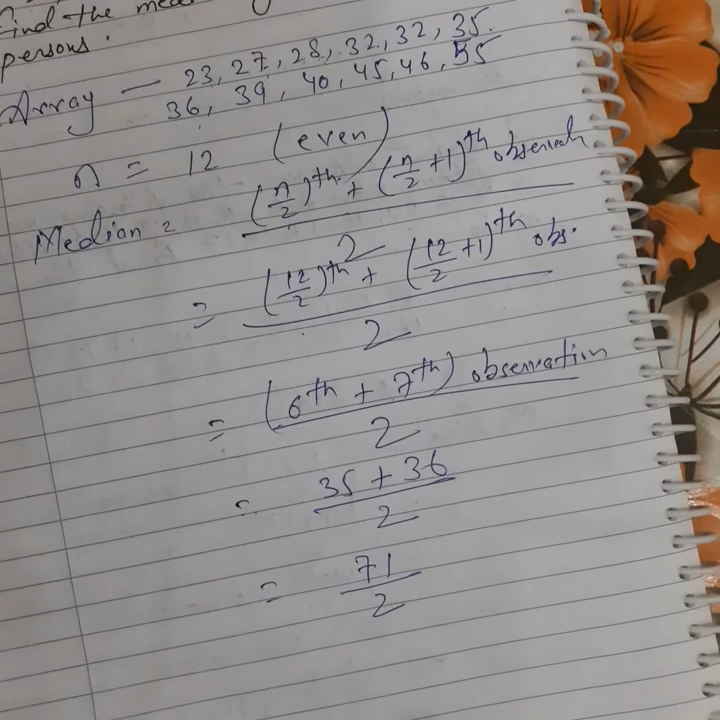 Find the
persons.
Array — 23, 27, 28, 32, 32, 35.
36, 39, 40, 45, 46, 55
n = 12 (even)
Median = (n/2)th + (n/2 + 1)th / 2
= (12/2)th + (12/2 + 1)th obs. / 2
= (6th + 7th) observation / 2
= 35 + 36 / 2
= 71 / 2